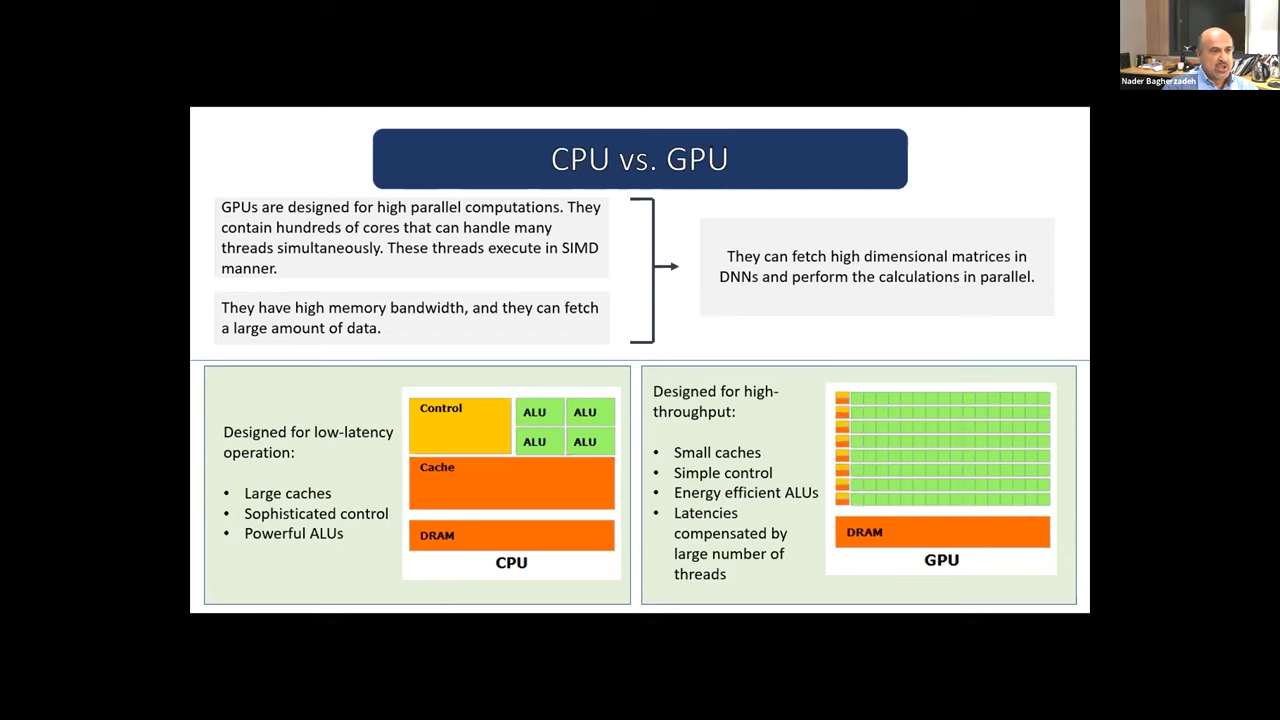 Nader Bagherzadeh
CPU vs. GPU
GPUs are designed for high parallel computations. They
contain hundreds of cores that can handle many
threads simultaneously. These threads execute in SIMD
manner.
They have high memory bandwidth, and they can fetch
a large amount of data.
They can fetch high dimensional matrices in
DNNs and perform the calculations in parallel.
Designed for low-latency
operation:
• Large caches
• Sophisticated control
• Powerful ALUs
Control
ALU ALU
ALU ALU
Cache
DRAM
CPU
Designed for high-
throughput:
• Small caches
• Simple control
• Energy efficient ALUs
• Latencies
compensated by
large number of
threads
DRAM
GPU